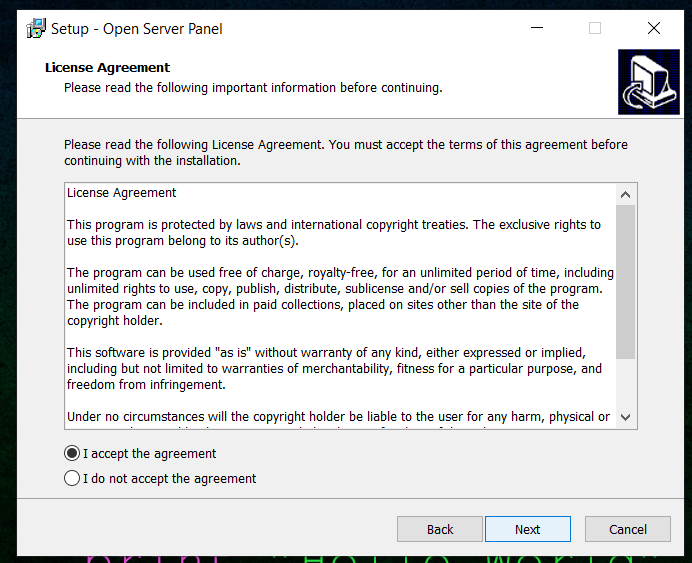 Setup - Open Server Panel
License Agreement
Please read the following important information before continuing.
Please read the following License Agreement. You must accept the terms of this agreement before
continuing with the installation.
License Agreement
This program is protected by laws and international copyright treaties. The exclusive rights to
use this program belong to its author(s).
The program can be used free of charge, royalty-free, for an unlimited period of time, including
unlimited rights to use, copy, publish, distribute, sublicense and/or sell copies of the program.
The program can be included in paid collections, placed on sites other than the site of the
copyright holder.
This software is provided "as is" without warranty of any kind, either expressed or implied,
including but not limited to warranties of merchantability, fitness for a particular purpose, and
freedom from infringement.
Under no circumstances will the copyright holder be liable to the user for any harm, physical or
I accept the agreement
I do not accept the agreement
Back
Next
Cancel